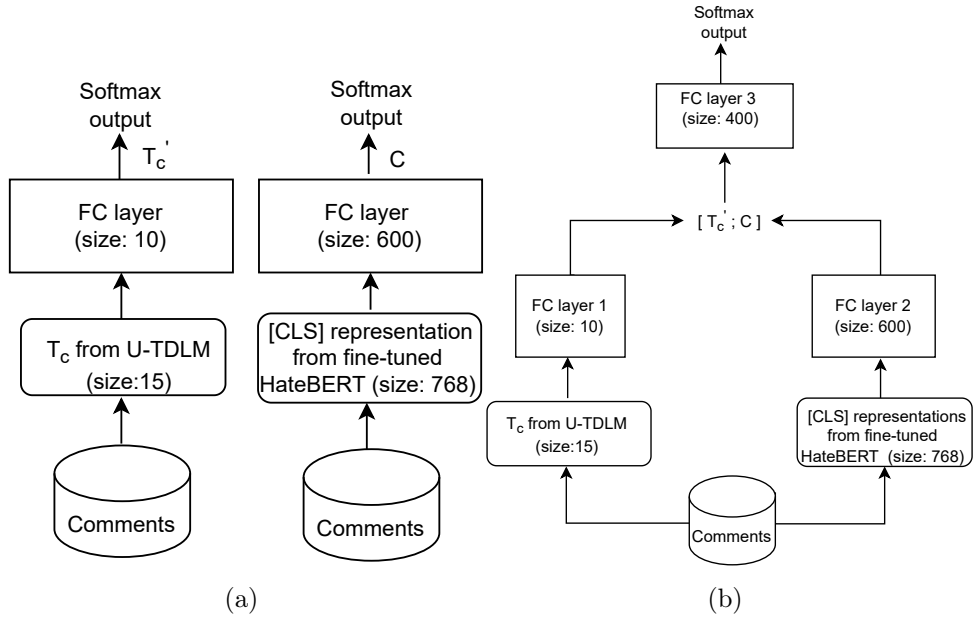 Softmax
output
T_c'
FC layer
(size: 10)
T_c from U-TDLM
(size:15)
Comments
Softmax
output
C
FC layer
(size: 600)
[CLS] representation
from fine-tuned
HateBERT (size: 768)
Comments
(a)
Softmax
output
FC layer 3
(size: 400)
[ T_c' ; C ]
FC layer 1
(size: 10)
FC layer 2
(size: 600)
T_c from U-TDLM
(size:15)
[CLS] representations
from fine-tuned
HateBERT (size: 768)
Comments
(b)